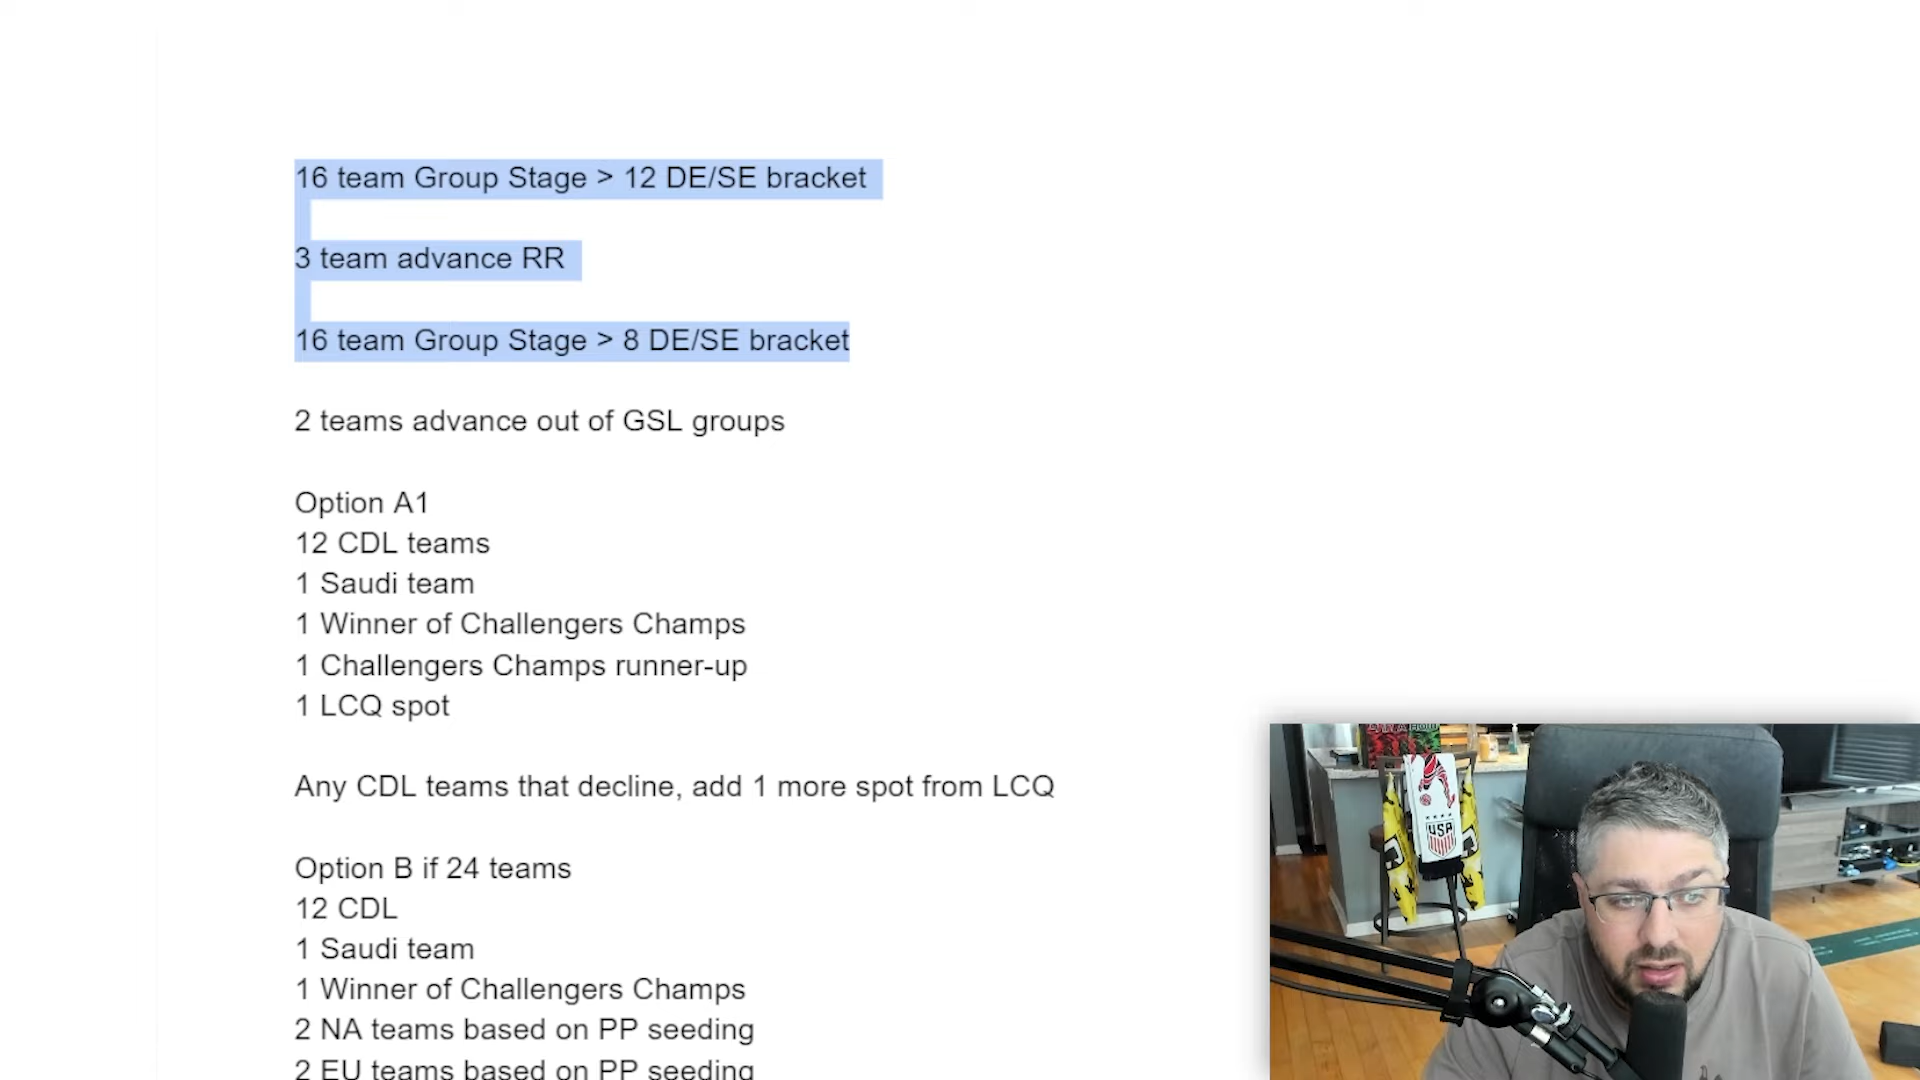 16 team Group Stage > 12 DE/SE bracket
3 team advance RR
16 team Group Stage > 8 DE/SE bracket
2 teams advance out of GSL groups
Option A1
12 CDL teams
1 Saudi team
1 Winner of Challengers Champs
1 Challengers Champs runner-up
1 LCQ spot
Any CDL teams that decline, add 1 more spot from LCQ
Option B if 24 teams
12 CDL
1 Saudi team
1 Winner of Challengers Champs
2 NA teams based on PP seeding
2 EU teams based on PP seeding
USA